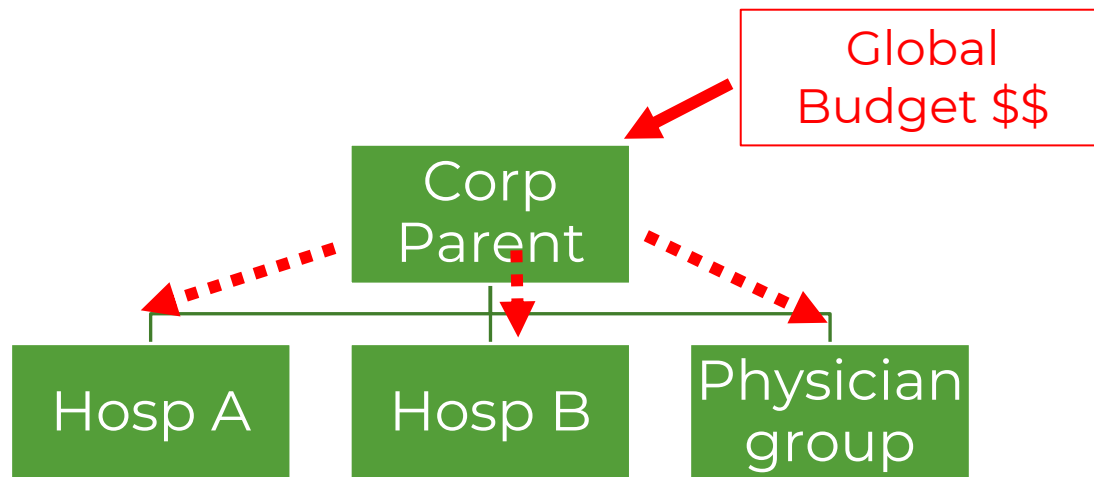 Global
Budget $$
Corp
Parent
Hosp A
Hosp B
Physician
group